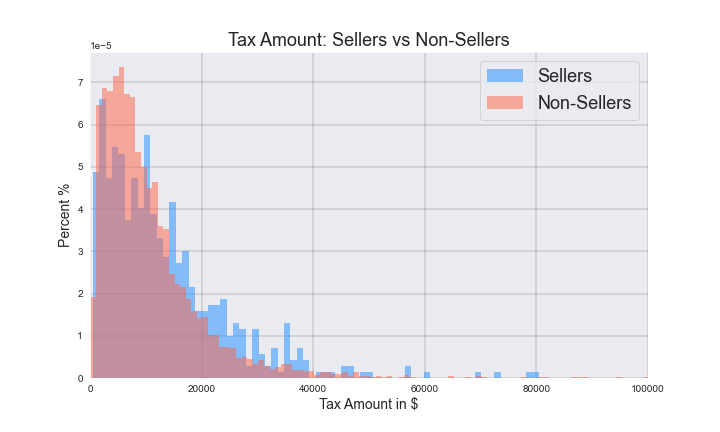 Tax Amount: Sellers vs Non-Sellers
1e−5
Sellers
Non-Sellers
7
6
5
4
3
2
1
0
Percent %
0 20000 40000 60000 80000 100000
Tax Amount in $